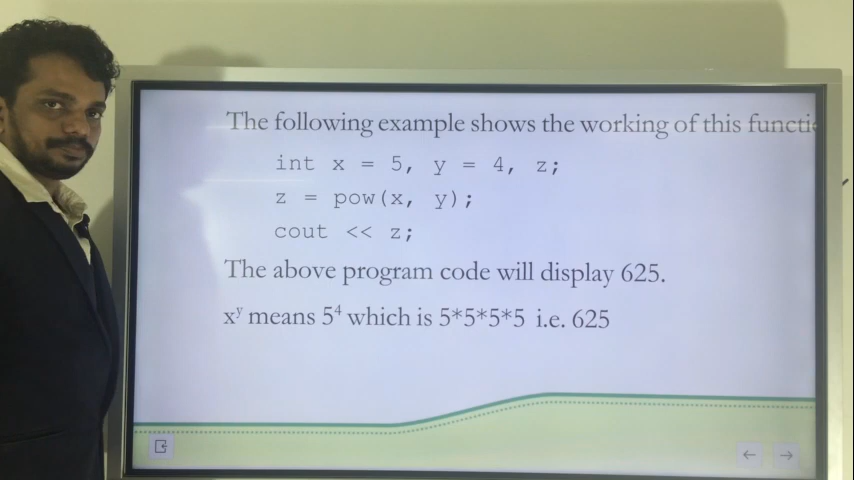 The following example shows the working of this
int x = 5, y = 4, z;
z = pow(x, y);
cout << z;
The above program code will display 625.
xʸ means 5⁴ which is 5*5*5*5 i.e. 625